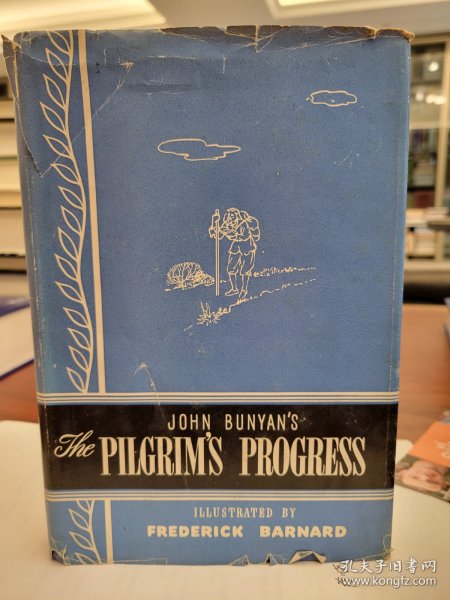 JOHN BUNYAN'S
The PILGRIM'S PROGRESS
ILLUSTRATED BY
FREDERICK BARNARD
孔夫子旧书网
www.kongfz.com